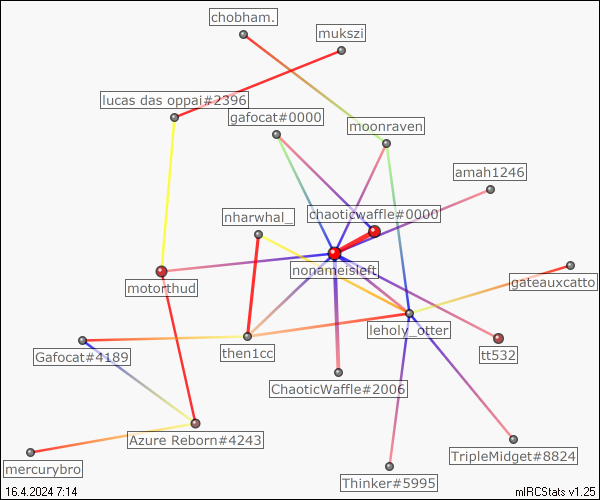 chobham.
mukszi
lucas das oppai#2396
gafocat#0000
moonraven
amah1246
nharwhal_
chaoticwaffle#0000
nonameisleft
motorthud
gateauxcatto
leholy_otter
Gafocat#4189
then1cc
tt532
ChaoticWaffle#2006
Azure Reborn#4243
TripleMidget#8824
mercurybro
Thinker#5995
16.4.2024 7:14
mIRCStats v1.25